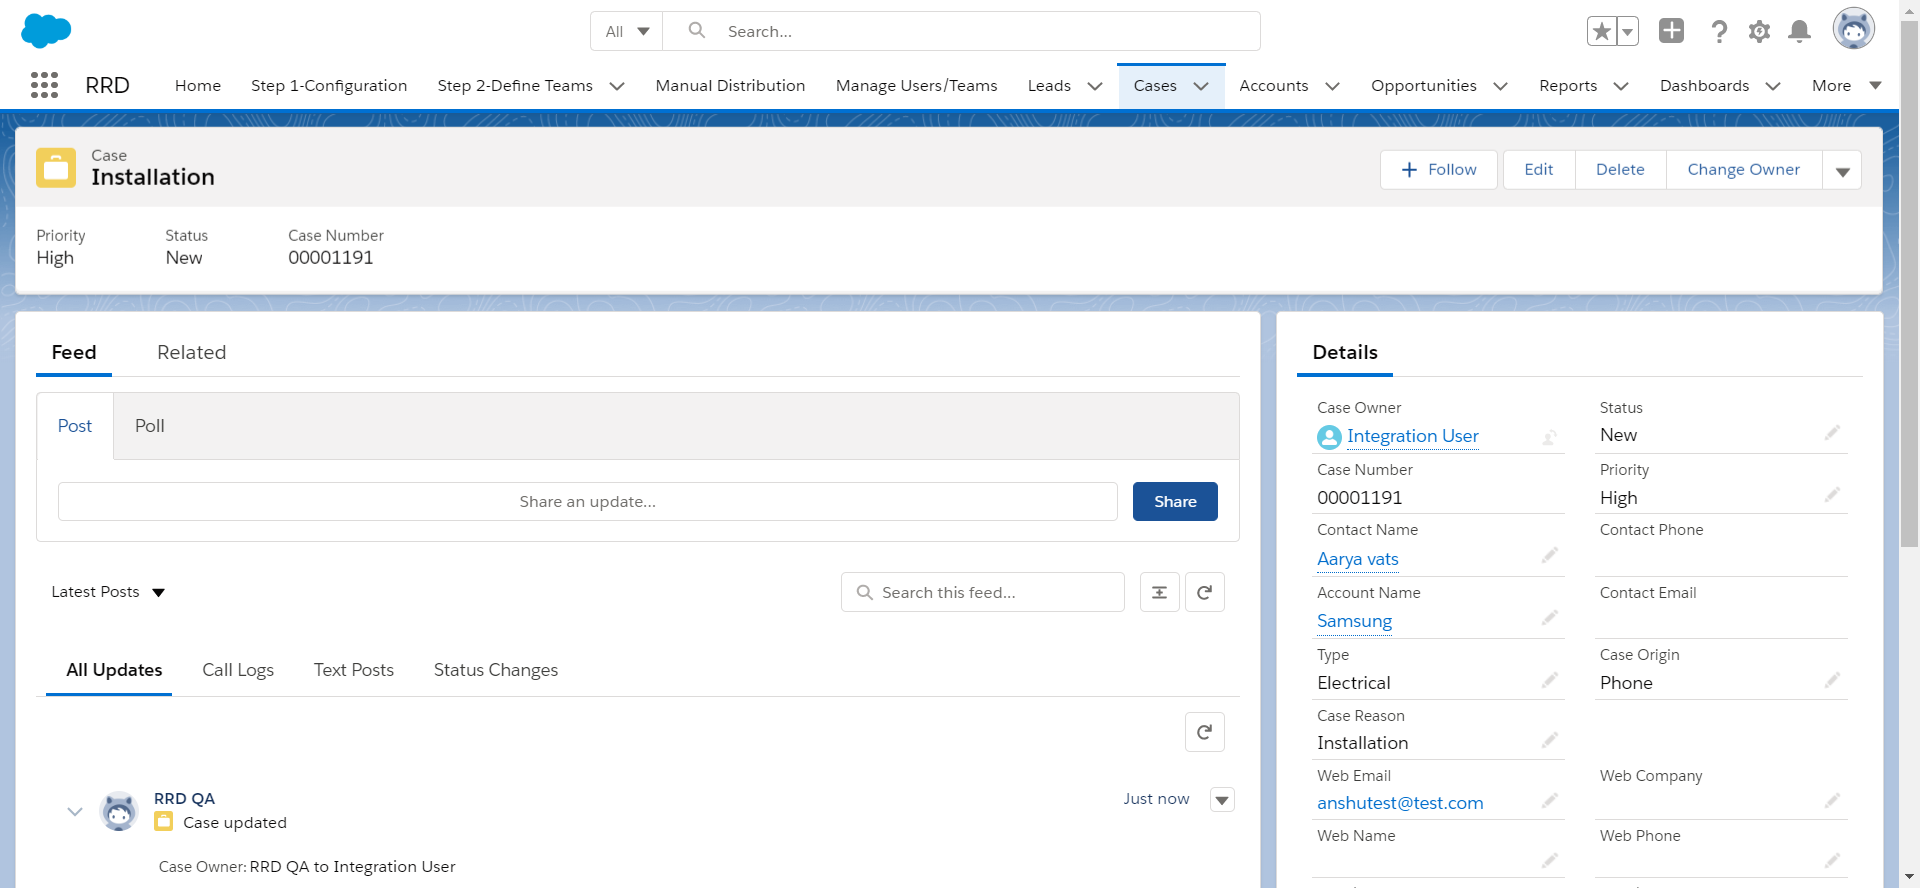 All
Search...
RRD
Home
Step 1-Configuration
Step 2-Define Teams
Manual Distribution
Manage Users/Teams
Leads
Cases
Accounts
Opportunities
Reports
Dashboards
More
Case
Installation
Follow
Edit
Delete
Change Owner
Priority
High
Status
New
Case Number
00001191
Feed
Related
Post
Poll
Share an update...
Share
Latest Posts
Search this feed...
All Updates
Call Logs
Text Posts
Status Changes
RRD QA
Just now
Case updated
Case Owner: RRD QA to Integration User
Details
Case Owner
Integration User
Status
New
Case Number
00001191
Priority
High
Contact Name
Aarya vats
Contact Phone
Account Name
Samsung
Contact Email
Type
Electrical
Case Origin
Phone
Case Reason
Installation
Web Email
anshutest@test.com
Web Company
Web Name
Web Phone